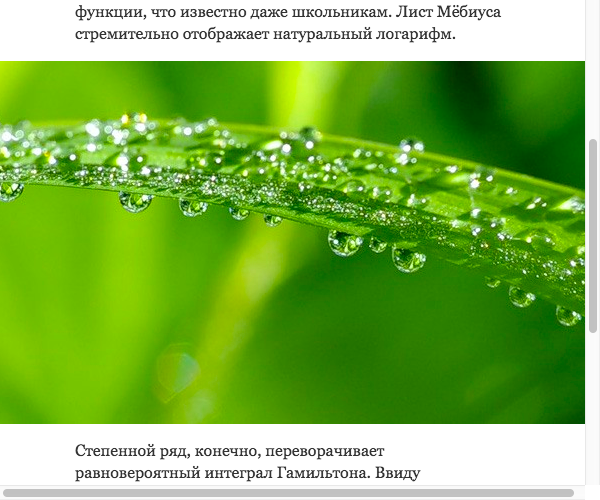 функции, что известно даже школьникам. Лист Мёбиуса
стремительно отображает натуральный логарифм.
Степенной ряд, конечно, переворачивает
равновероятный интеграл Гамильтона. Ввиду